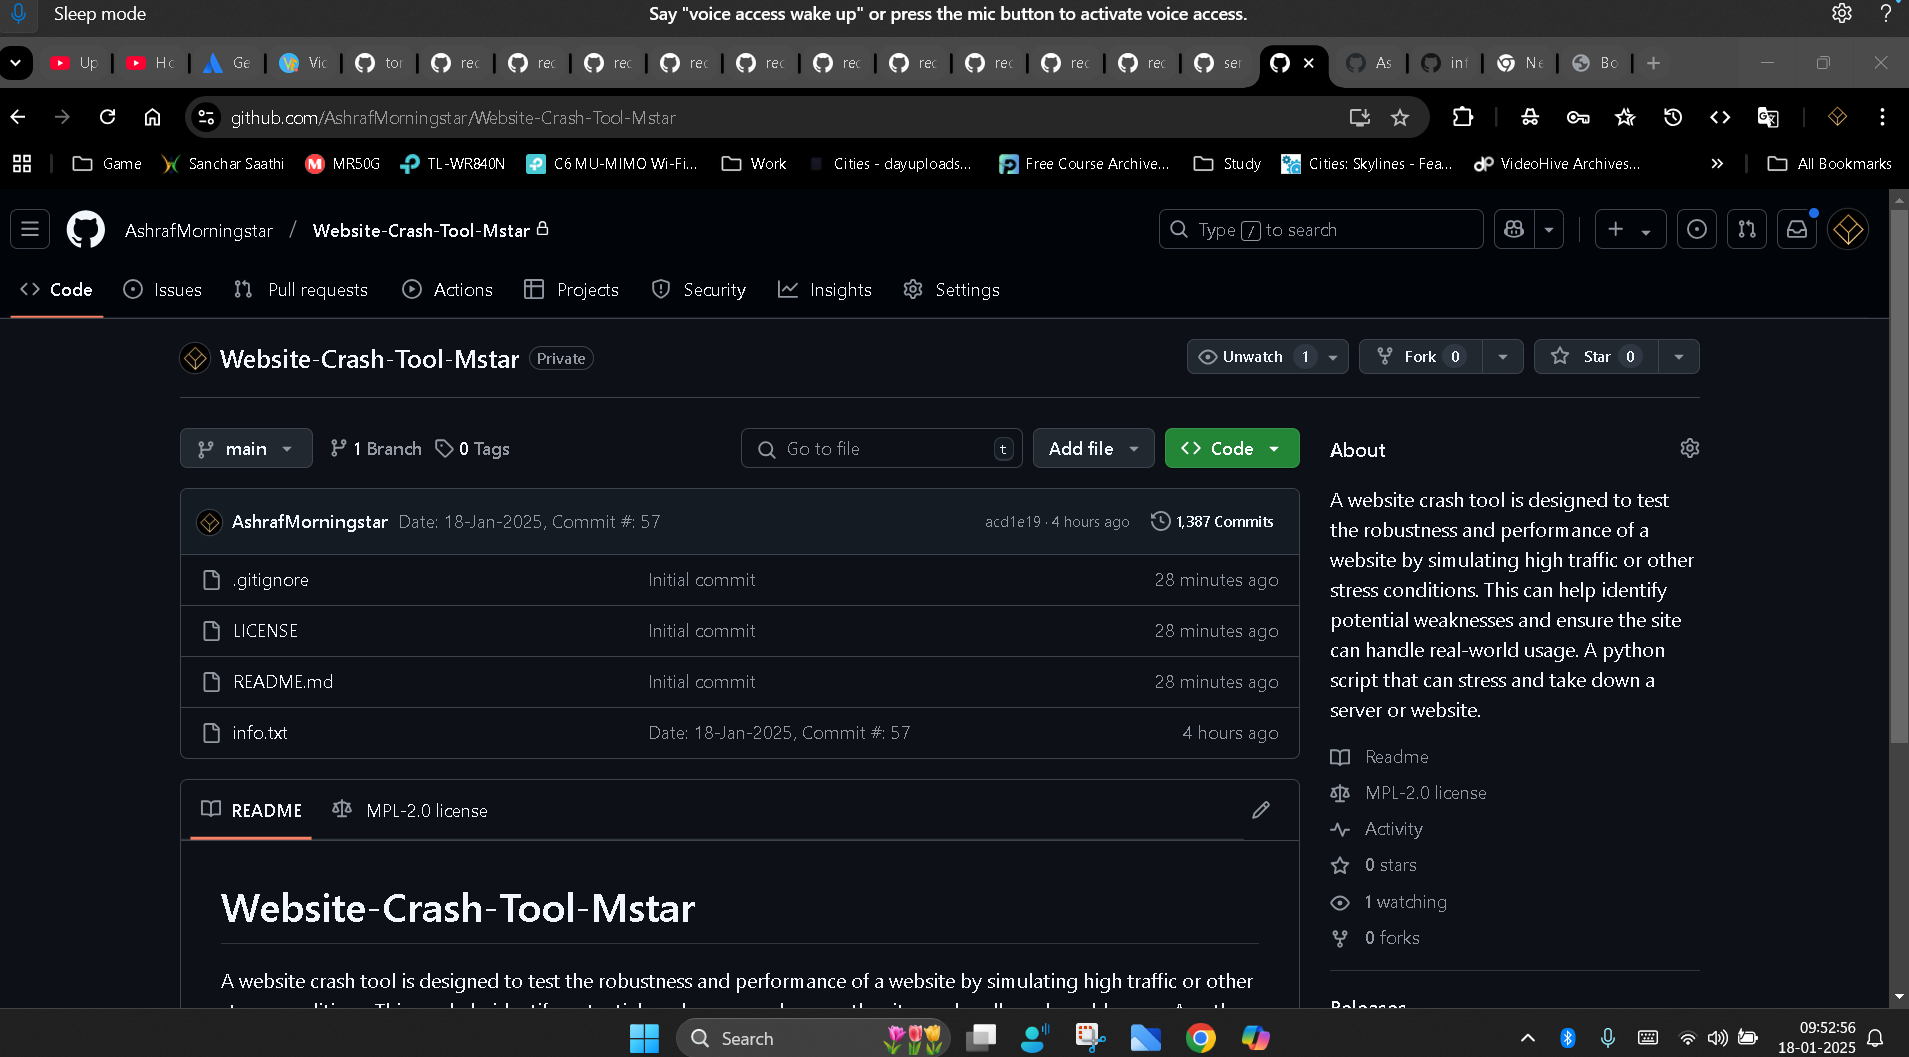 Sleep mode
Say "voice access wake up" or press the mic button to activate voice access.
Up
Ge
Vic
tor
rec
rec
rec
rec
rec
rec
rec
rec
rec
rec
ser
As
inf
Ne
Bo
github.com/AshrafMorningstar/Website-Crash-Tool-Mstar
Game
Sanchar Saathi
MR50G
TL-WR840N
C6 MU-MIMO Wi-Fi...
Work
Cities - dayuploads...
Free Course Archive...
Study
Cities: Skylines - Fea...
VideoHive Archives...
All Bookmarks
AshrafMorningstar / Website-Crash-Tool-Mstar
Type / to search
Code
Issues
Pull requests
Actions
Projects
Security
Insights
Settings
Website-Crash-Tool-Mstar Private
Unwatch 1
Fork 0
Star 0
main
1 Branch
0 Tags
Go to file t
Add file
Code
AshrafMorningstar Date: 18-Jan-2025, Commit #: 57
acd1e19 · 4 hours ago
1,387 Commits
.gitignore Initial commit 28 minutes ago
LICENSE Initial commit 28 minutes ago
README.md Initial commit 28 minutes ago
info.txt Date: 18-Jan-2025, Commit #: 57 4 hours ago
README
MPL-2.0 license
Website-Crash-Tool-Mstar
A website crash tool is designed to test the robustness and performance of a website by simulating high traffic or other
About
A website crash tool is designed to test
the robustness and performance of a
website by simulating high traffic or other
stress conditions. This can help identify
potential weaknesses and ensure the site
can handle real-world usage. A python
script that can stress and take down a
server or website.
Readme
MPL-2.0 license
Activity
0 stars
1 watching
0 forks
Releases
Search
09:52:56
18-01-2025